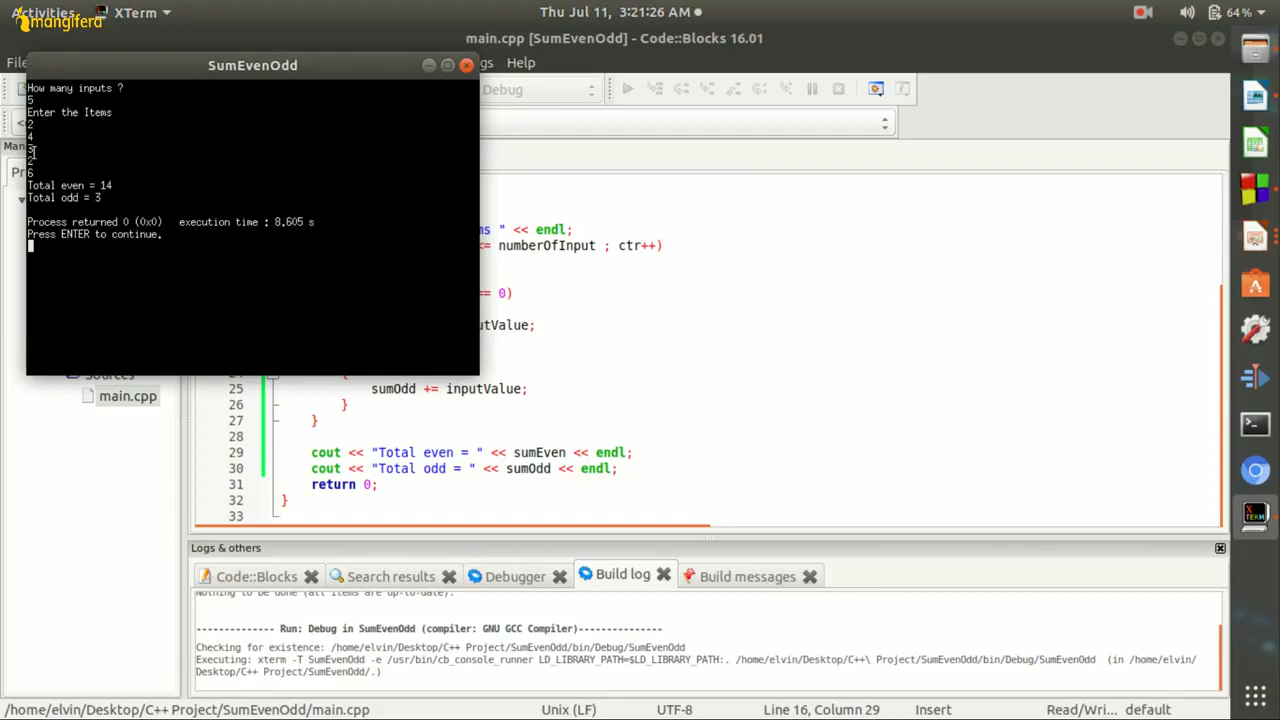 Activities XTerm Thu Jul 11, 3:21:26 AM 64 %
mangifera
main.cpp [SumEvenOdd] - Code::Blocks 16.01
SumEvenOdd
Help
Debug
How many inputs ?
5
Enter the Items
2
4
3
2
6
Total even = 14
Total odd = 3
Process returned 0 (0x0) execution time : 8.605 s
Press ENTER to continue.
" << endl;
numberOfInput ; ctr++)
== 0)
Value;
Sources
main.cpp
25 sumOdd += inputValue;
26 }
27 }
28
29 cout << "Total even = " << sumEven << endl;
30 cout << "Total odd = " << sumOdd << endl;
31 return 0;
32 }
33
Logs & others
Code::Blocks Search results Debugger Build log Build messages
Nothing to be done (all items are up-to-date).
------------- Run: Debug in SumEvenOdd (compiler: GNU GCC Compiler)---------------
Checking for existence: /home/elvin/Desktop/C++ Project/SumEvenOdd/bin/Debug/SumEvenOdd
Executing: xterm -T SumEvenOdd -e /usr/bin/cb_console_runner LD_LIBRARY_PATH=$LD_LIBRARY_PATH:. /home/elvin/Desktop/C++\ Project/SumEvenOdd/bin/Debug/SumEvenOdd (in /home/elvin/
Desktop/C++ Project/SumEvenOdd/.)
/home/elvin/Desktop/C++ Project/SumEvenOdd/main.cpp Unix (LF) UTF-8 Line 16, Column 29 Insert Read/Wri... default